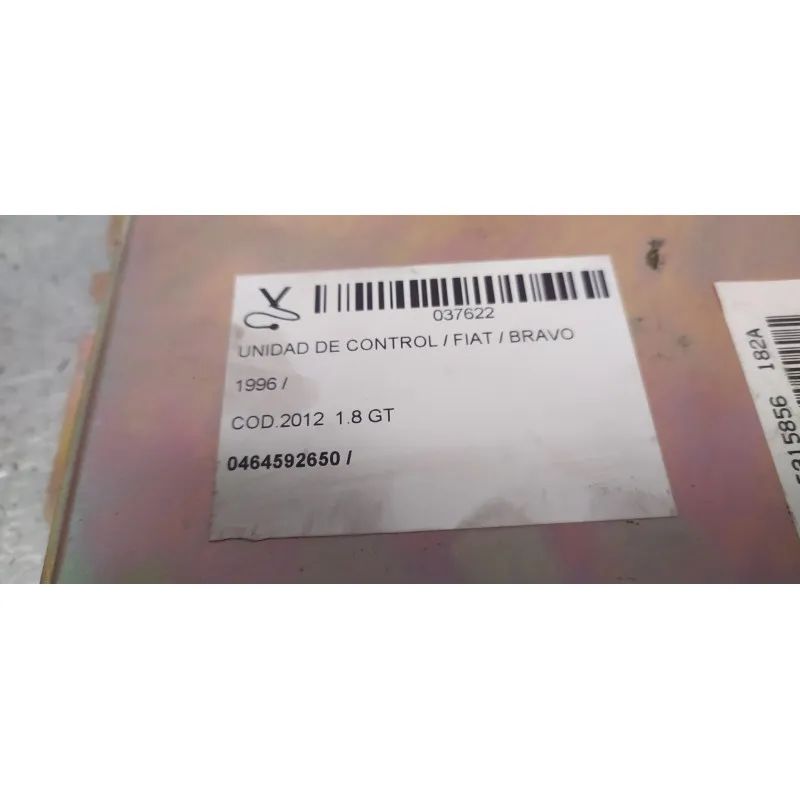 037622
UNIDAD DE CONTROL / FIAT / BRAVO
1996 /
COD.2012 1.8 GT
0464592650 /
182A
5315856